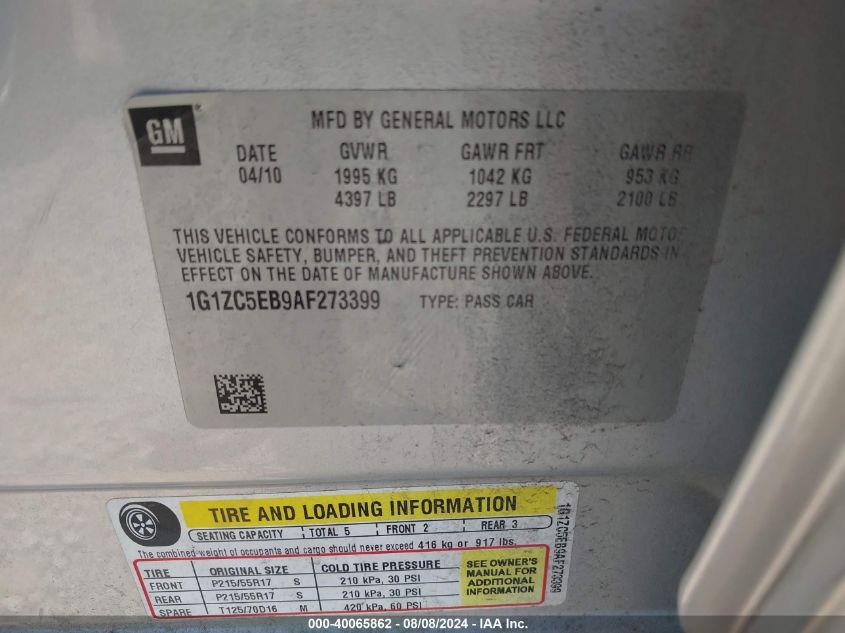 GM
MFD BY GENERAL MOTORS LLC
DATE GVWR GAWR FRT GAWR RR
04/10 1995 KG 1042 KG 953 KG
4397 LB 2297 LB 2100 LB
THIS VEHICLE CONFORMS TO ALL APPLICABLE U.S. FEDERAL MOTOR
VEHICLE SAFETY, BUMPER, AND THEFT PREVENTION STANDARDS IN
EFFECT ON THE DATE OF MANUFACTURE SHOWN ABOVE.
1G1ZC5EB9AF273399 TYPE: PASS CAR
TIRE AND LOADING INFORMATION
SEATING CAPACITY TOTAL 5 FRONT 2 REAR 3
The combined weight of occupants and cargo should never exceed 416 kg or 917 lbs.
TIRE ORIGINAL SIZE COLD TIRE PRESSURE
FRONT P215/55R17 S 210 kPa, 30 PSI
REAR P215/55R17 S 210 kPa, 30 PSI
SPARE T125/70D16 M 420 kPa, 60 PSI
SEE OWNER'S
MANUAL FOR
ADDITIONAL
INFORMATION
1G1ZC5EB9AF273399
000-40065862 - 08/08/2024 - IAA Inc.